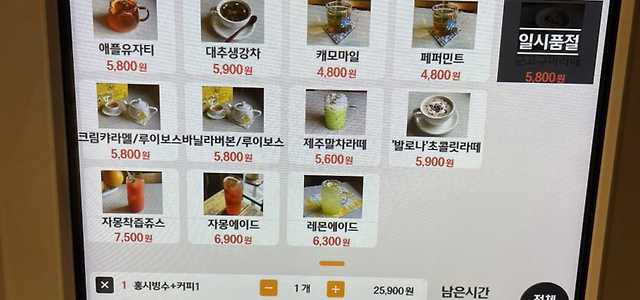 애플유자티 대추생강차 캐모마일 페퍼민트 일시품절
5,800원 5,900원 4,800원 4,800원 5,800원
크림카라멜/루이보스 바닐라버본/루이보스 제주말차라떼 '발로나'초콜릿라떼
5,800원 5,800원 5,600원 5,900원
자몽착즙쥬스 자몽에이드 레몬에이드
7,500원 6,900원 6,300원
× 1 홍시빙수+커피1 − 1개 + 25,900원 남은시간
전체